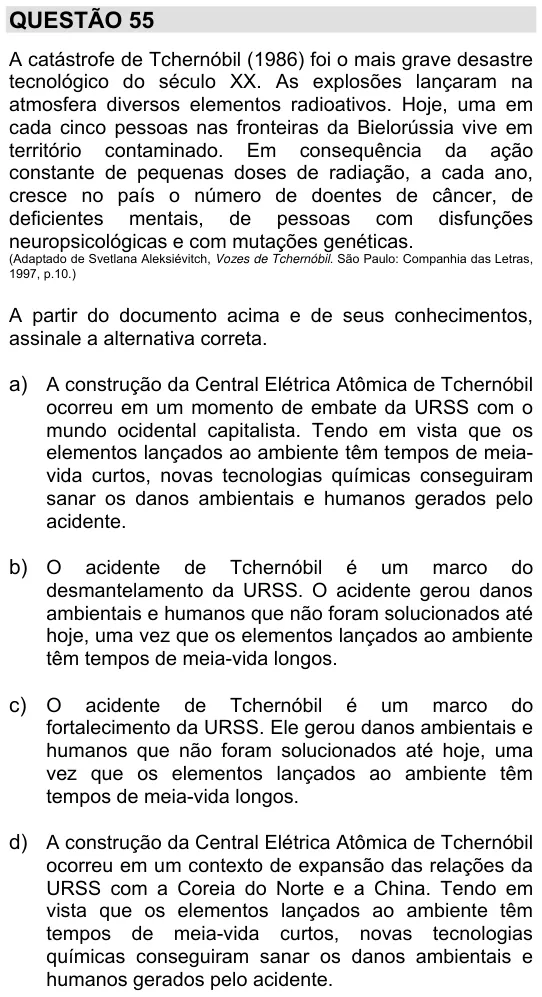 QUESTÃO 55
A catástrofe de Tchernóbil (1986) foi o mais grave desastre
tecnológico do século XX. As explosões lançaram na
atmosfera diversos elementos radioativos. Hoje, uma em
cada cinco pessoas nas fronteiras da Bielorússia vive em
território contaminado. Em consequência da ação
constante de pequenas doses de radiação, a cada ano,
cresce no país o número de doentes de câncer, de
deficientes mentais, de pessoas com disfunções
neuropsicológicas e com mutações genéticas.
(Adaptado de Svetlana Aleksiévitch, Vozes de Tchernóbil. São Paulo: Companhia das Letras,
1997, p.10.)
A partir do documento acima e de seus conhecimentos,
assinale a alternativa correta.
a) A construção da Central Elétrica Atômica de Tchernóbil
ocorreu em um momento de embate da URSS com o
mundo ocidental capitalista. Tendo em vista que os
elementos lançados ao ambiente têm tempos de meia-
vida curtos, novas tecnologias químicas conseguiram
sanar os danos ambientais e humanos gerados pelo
acidente.
b) O acidente de Tchernóbil é um marco do
desmantelamento da URSS. O acidente gerou danos
ambientais e humanos que não foram solucionados até
hoje, uma vez que os elementos lançados ao ambiente
têm tempos de meia-vida longos.
c) O acidente de Tchernóbil é um marco do
fortalecimento da URSS. Ele gerou danos ambientais e
humanos que não foram solucionados até hoje, uma
vez que os elementos lançados ao ambiente têm
tempos de meia-vida longos.
d) A construção da Central Elétrica Atômica de Tchernóbil
ocorreu em um contexto de expansão das relações da
URSS com a Coreia do Norte e a China. Tendo em
vista que os elementos lançados ao ambiente têm
tempos de meia-vida curtos, novas tecnologias
químicas conseguiram sanar os danos ambientais e
humanos gerados pelo acidente.